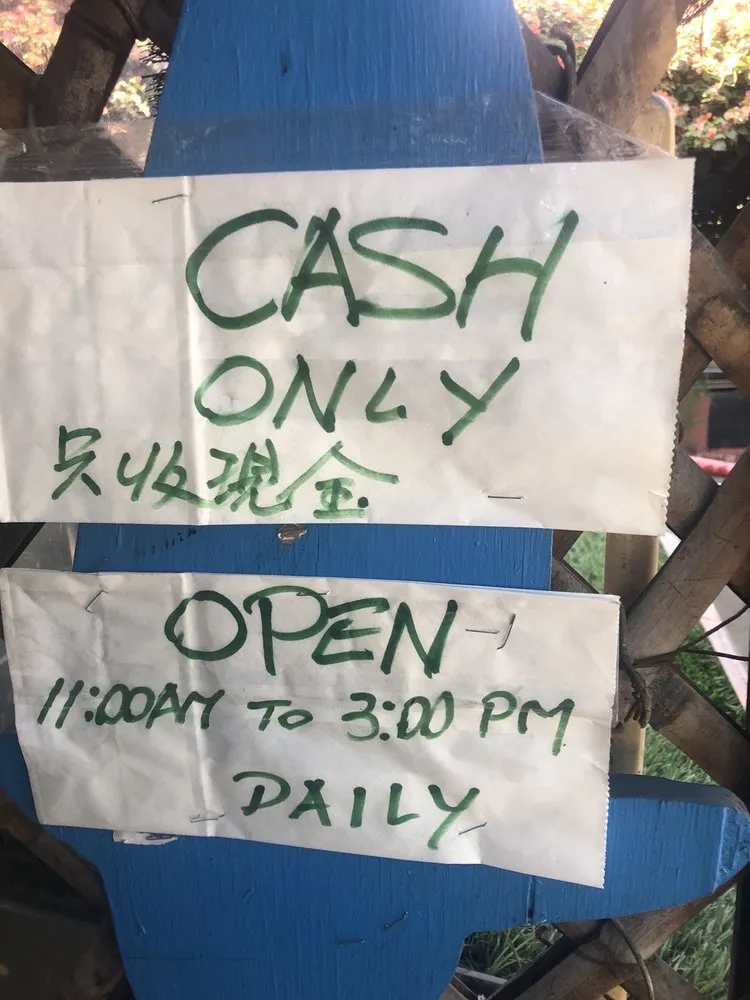 CASH
ONLY
只收現金
OPEN
11:00AM TO 3:00 PM
DAILY